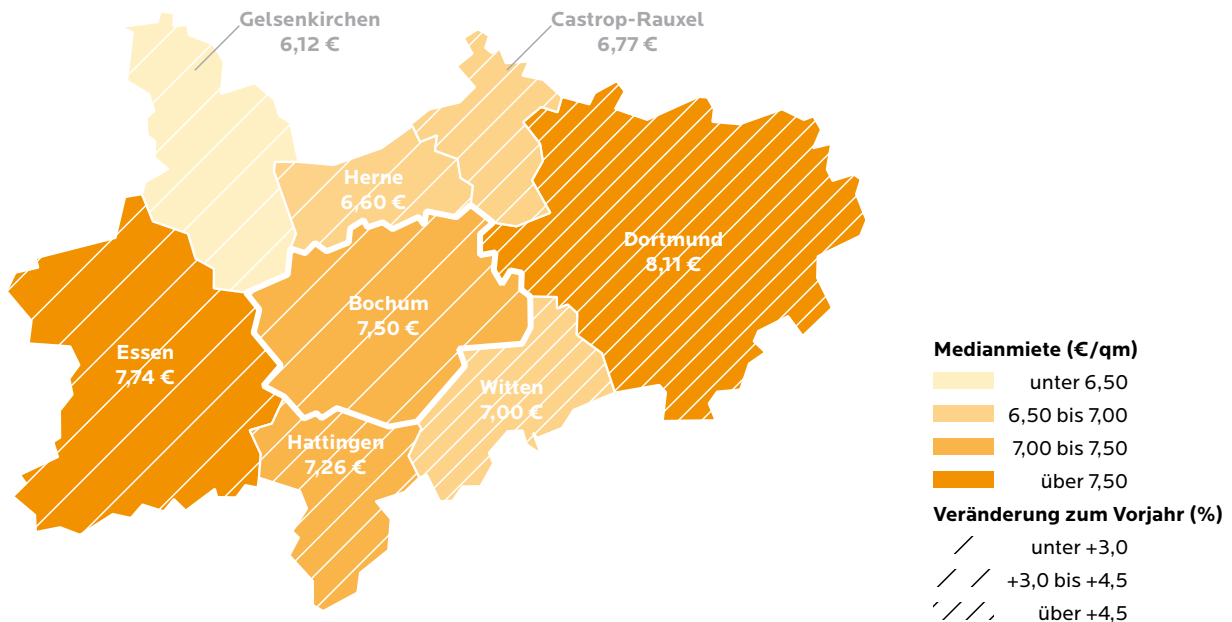 Gelsenkirchen
6,12 €
Castrop-Rauxel
6,77 €
Herne
6,60 €
Dortmund
8,11 €
Bochum
7,50 €
Essen
7,74 €
Witten
7,00 €
Hattingen
7,26 €
Medianmiete (€/qm)
unter 6,50
6,50 bis 7,00
7,00 bis 7,50
über 7,50
Veränderung zum Vorjahr (%)
unter +3,0
+3,0 bis +4,5
über +4,5